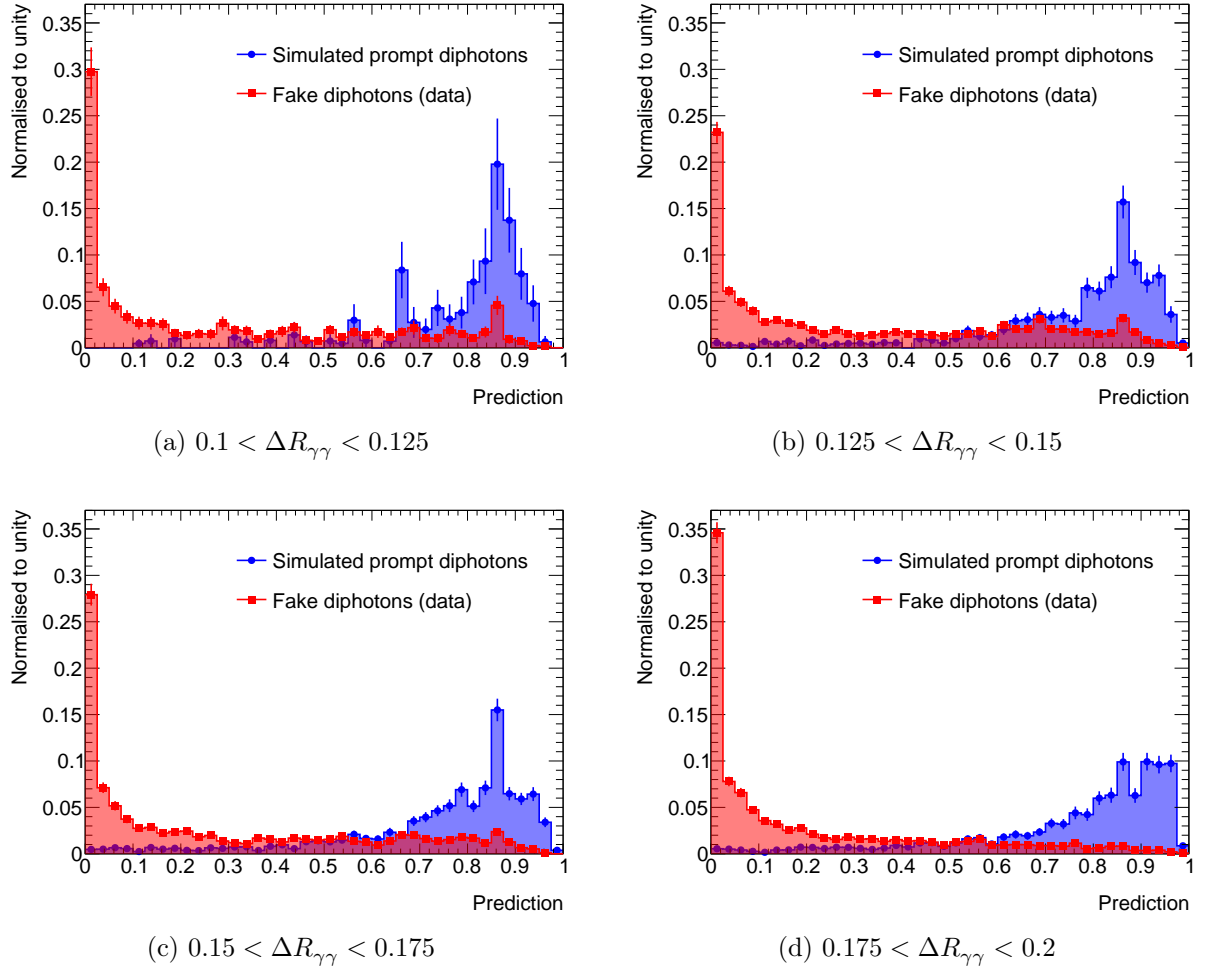 Normalised to unity
0.35
0.3
0.25
0.2
0.15
0.1
0.05
0
Simulated prompt diphotons
Fake diphotons (data)
0 0.1 0.2 0.3 0.4 0.5 0.6 0.7 0.8 0.9 1
Prediction
(a) 0.1 < ΔRγγ < 0.125
Normalised to unity
0.35
0.3
0.25
0.2
0.15
0.1
0.05
0
Simulated prompt diphotons
Fake diphotons (data)
0 0.1 0.2 0.3 0.4 0.5 0.6 0.7 0.8 0.9 1
Prediction
(b) 0.125 < ΔRγγ < 0.15
Normalised to unity
0.35
0.3
0.25
0.2
0.15
0.1
0.05
0
Simulated prompt diphotons
Fake diphotons (data)
0 0.1 0.2 0.3 0.4 0.5 0.6 0.7 0.8 0.9 1
Prediction
(c) 0.15 < ΔRγγ < 0.175
Normalised to unity
0.35
0.3
0.25
0.2
0.15
0.1
0.05
0
Simulated prompt diphotons
Fake diphotons (data)
0 0.1 0.2 0.3 0.4 0.5 0.6 0.7 0.8 0.9 1
Prediction
(d) 0.175 < ΔRγγ < 0.2